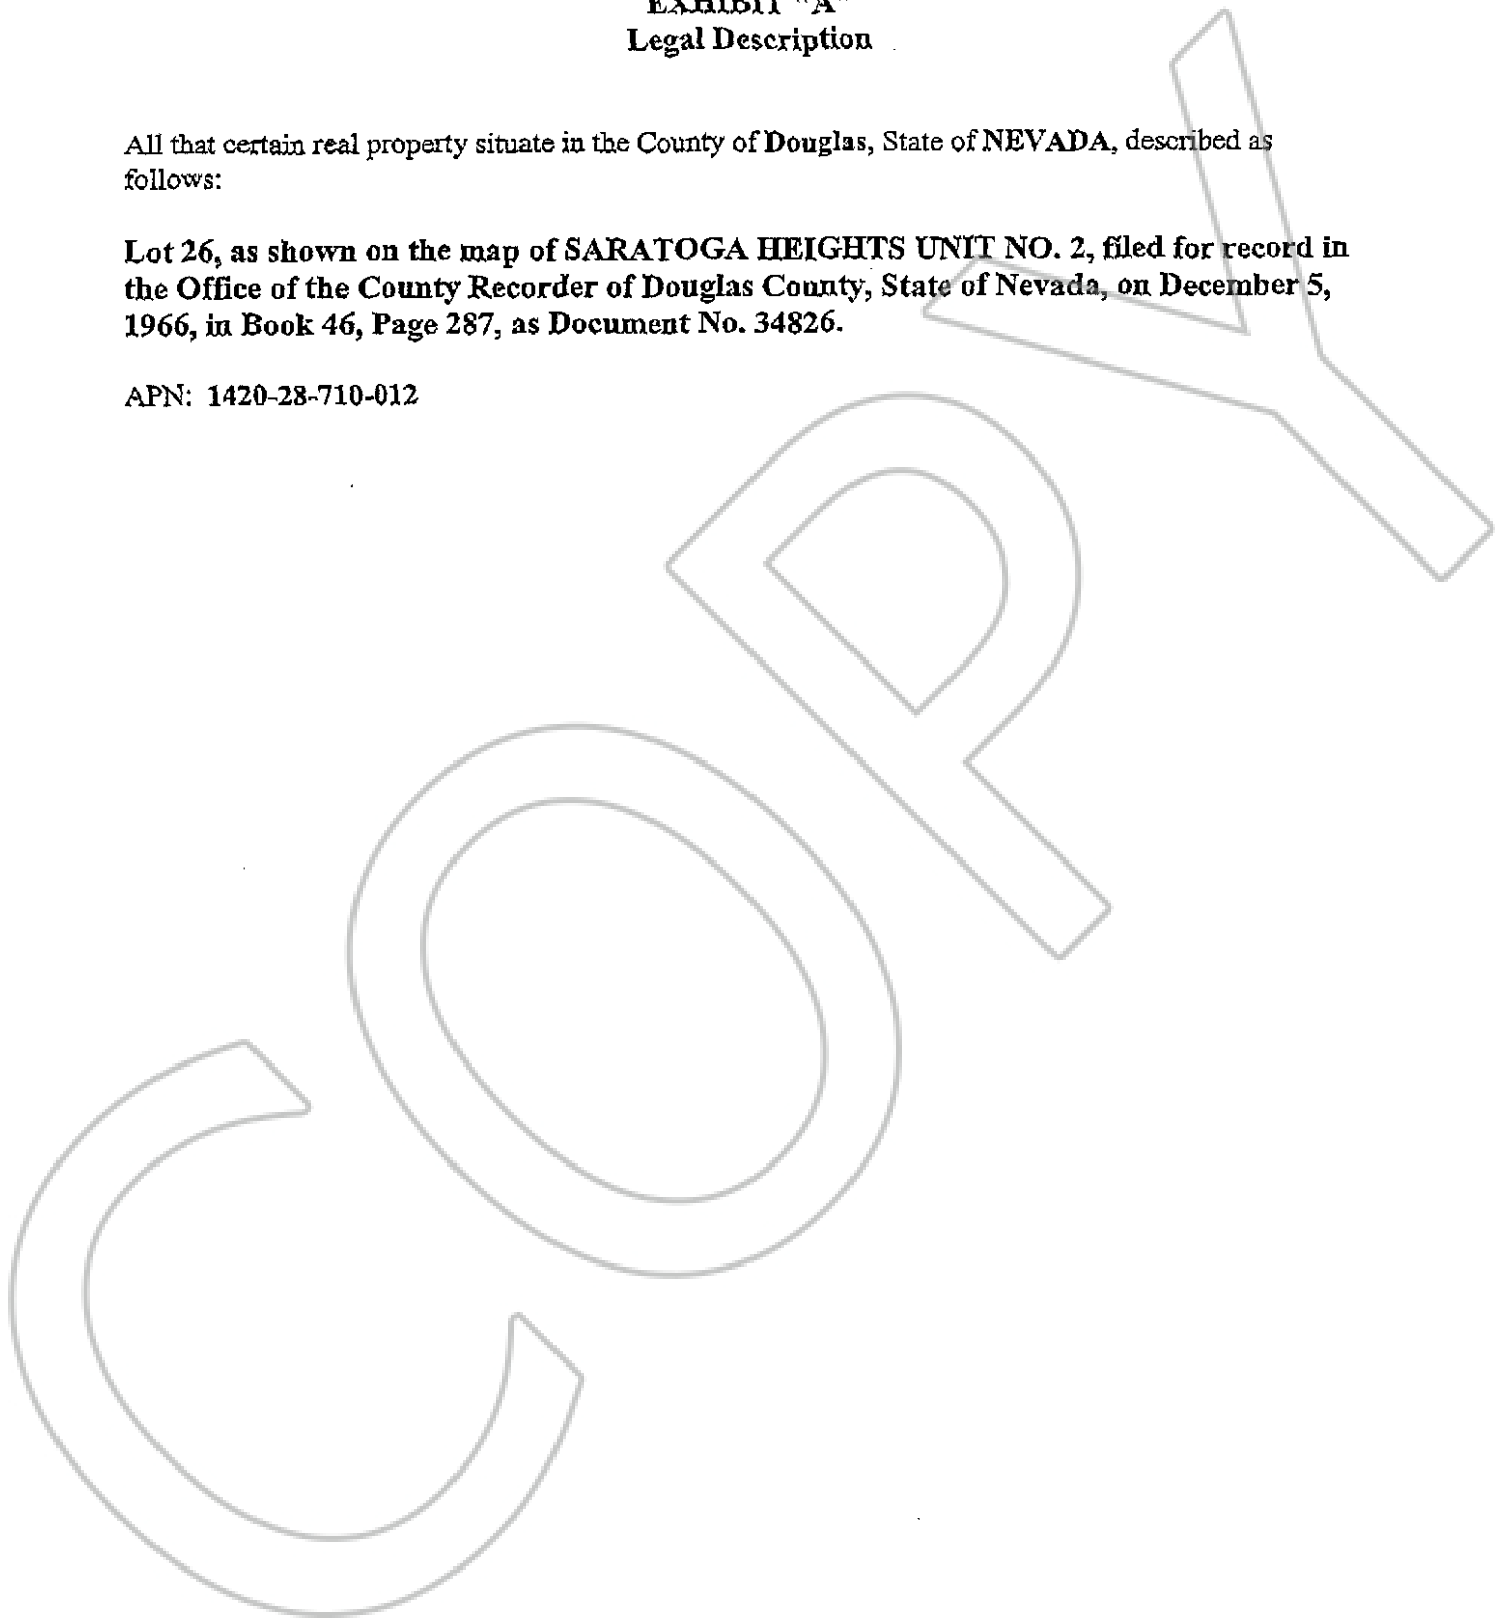 EXHIBIT "A"
Legal Description
All that certain real property situate in the County of Douglas, State of NEVADA, described as
follows:
Lot 26, as shown on the map of SARATOGA HEIGHTS UNIT NO. 2, filed for record in
the Office of the County Recorder of Douglas County, State of Nevada, on December 5,
1966, in Book 46, Page 287, as Document No. 34826.
APN: 1420-28-710-012
COPY